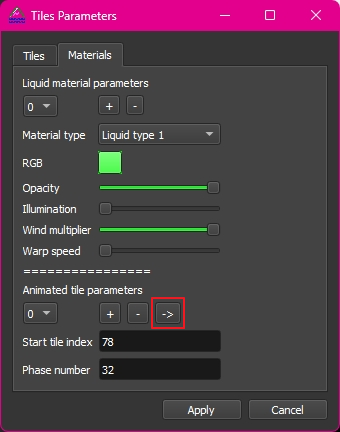 Tiles Parameters
Tiles Materials
Liquid material parameters
0 + -
Material type Liquid type 1
RGB
Opacity
Illumination
Wind multiplier
Warp speed
================
Animated tile parameters
0 + - ->
Start tile index 78
Phase number 32
Apply Cancel